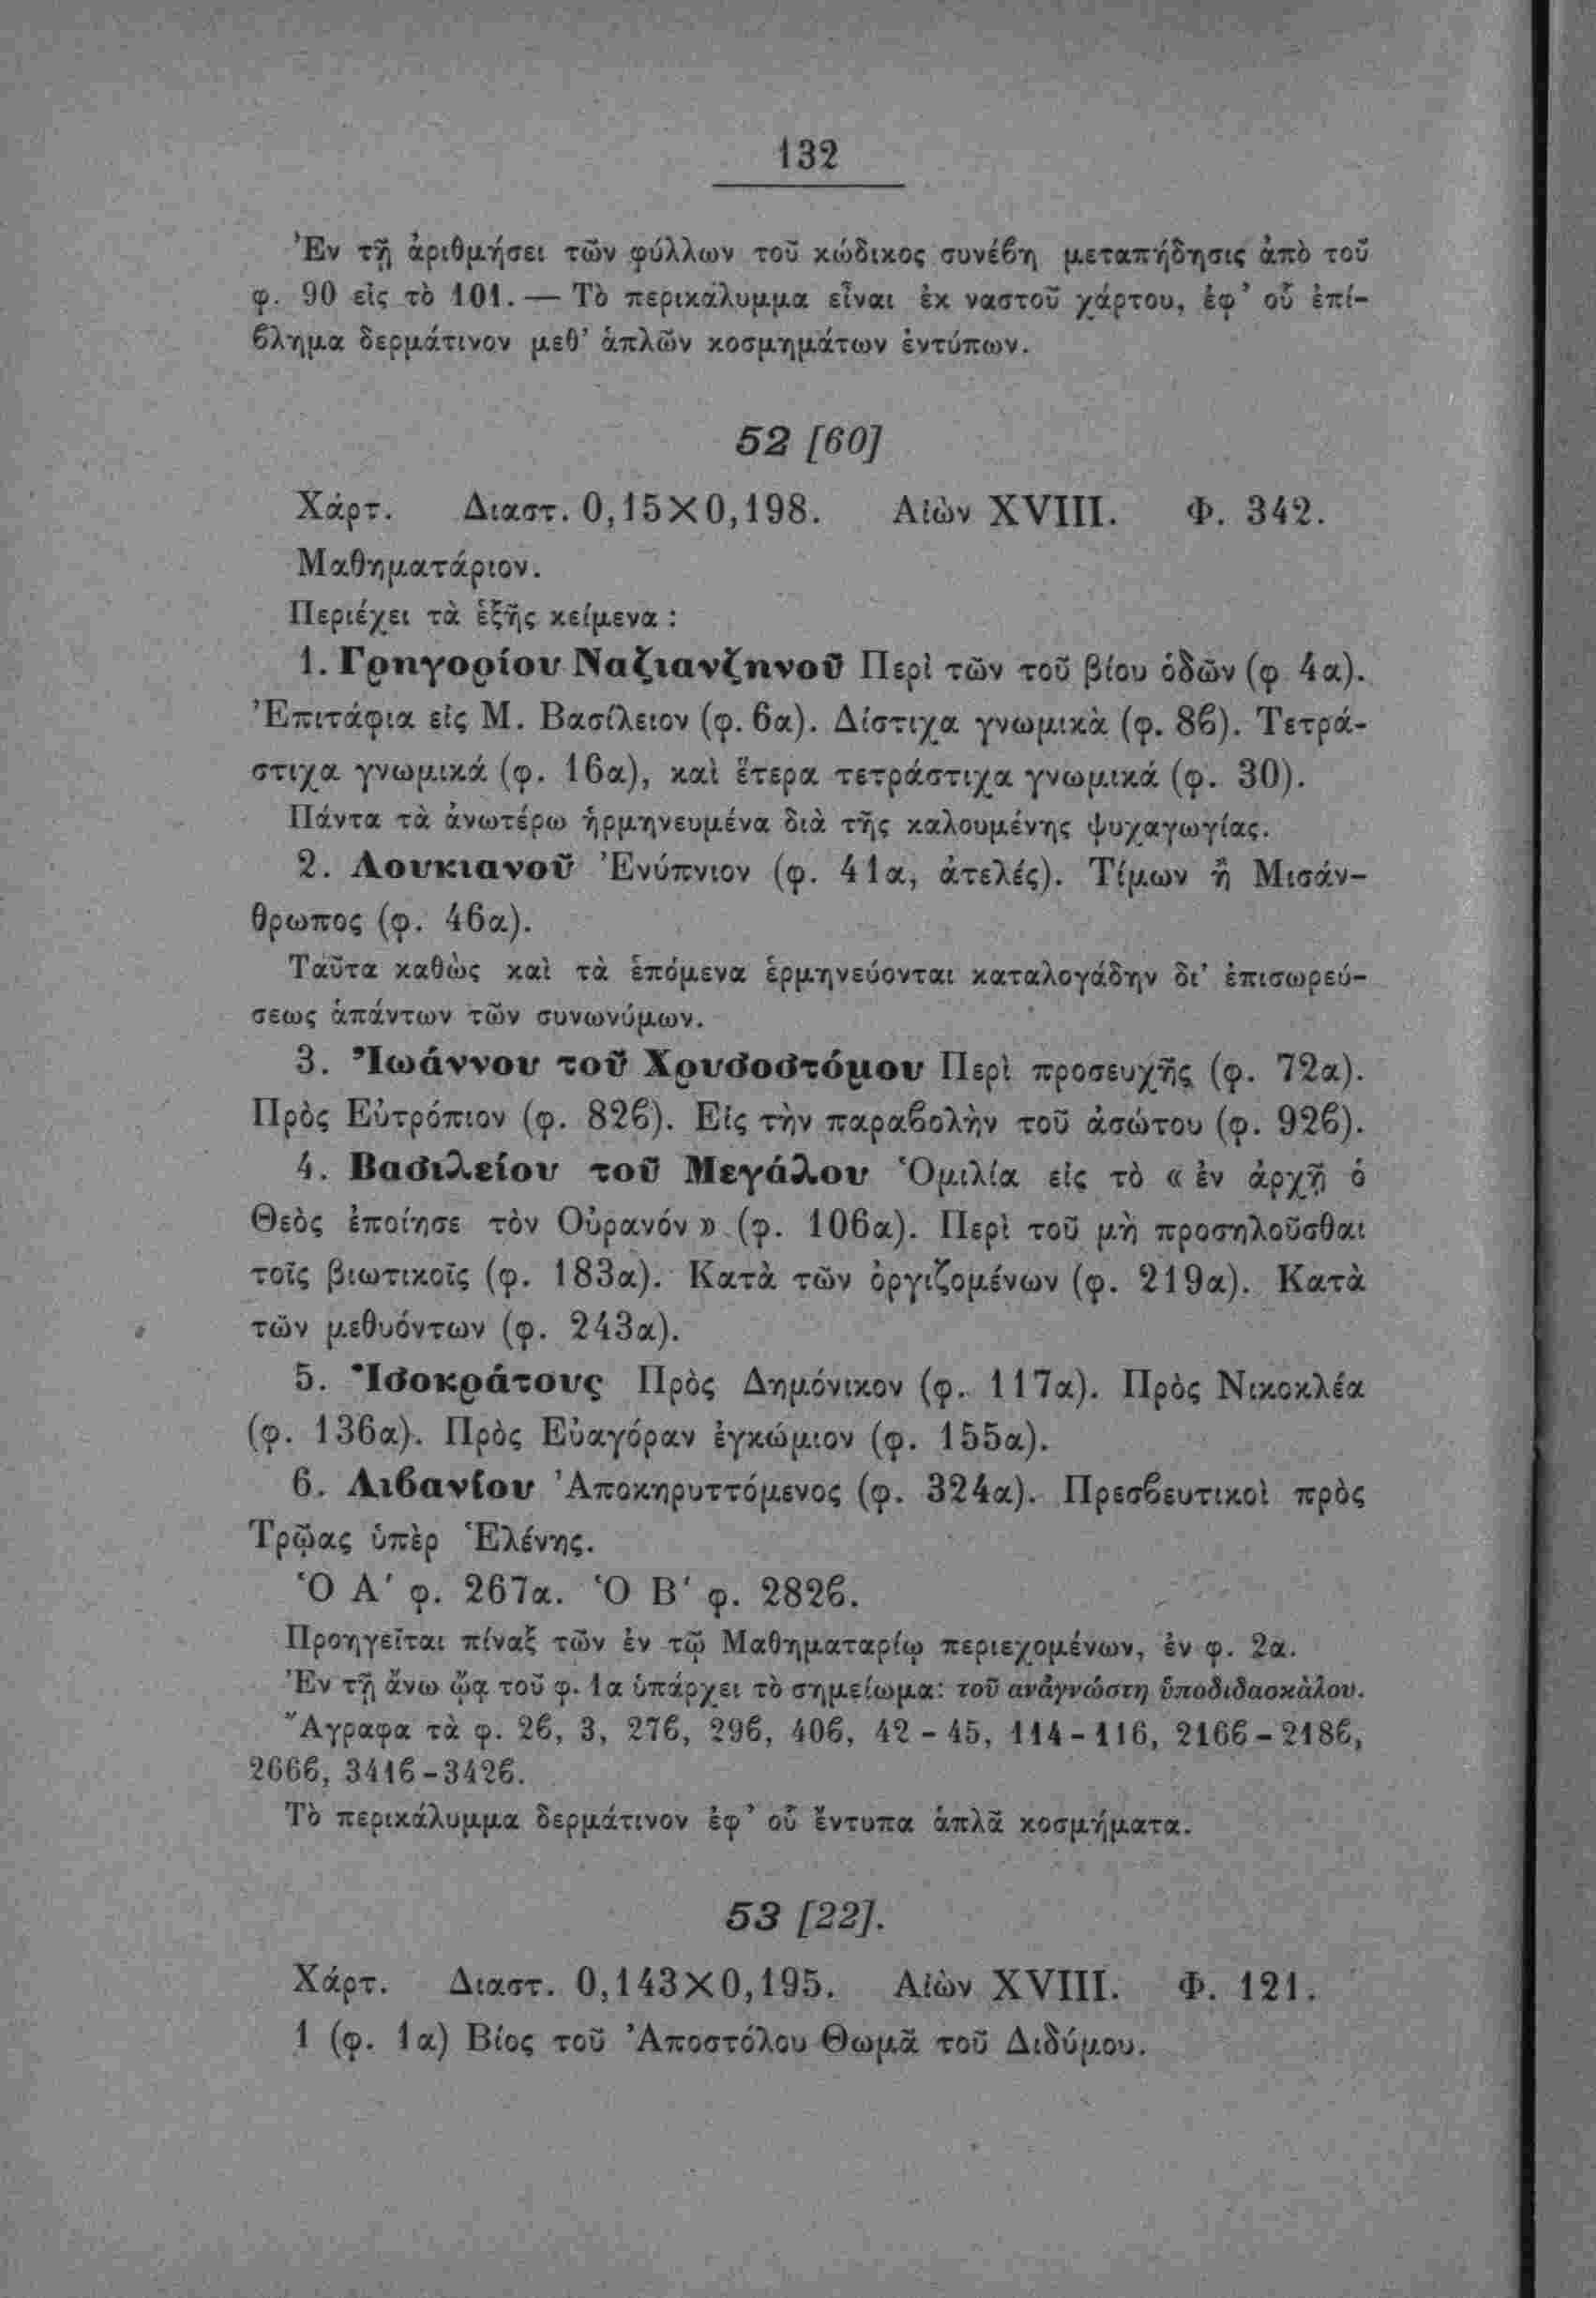 132
Ἐν τῇ ἀριθμήσει τῶν φύλλων τοῦ κώδικος συνέϐη μεταπήδησις ἀπὸ τοῦ
φ. 90 εἰς τὸ 101. — Τὸ περικάλυμμα εἶναι ἐκ ναστοῦ χάρτου, ἐφ’ οὗ ἐπί-
ϐλημα δερμάτινον μεθ’ ἁπλῶν κοσμημάτων ἐντύπων.
52 [60]
Χάρτ. Διαστ. 0,15×0,198. Αἰὼν XVIII. Φ. 342.
Μαθηματάριον.
Περιέχει τὰ ἑξῆς κείμενα :
1. Γρηγορίου Ναζιανζηνοῦ Περὶ τῶν τοῦ βίου ὁδῶν (φ 4α).
Ἐπιτάφια εἰς Μ. Βασίλειον (φ. 6α). Δίστιχα γνωμικὰ (φ. 8ϐ). Τετρά-
στιχα γνωμικά (φ. 16α), καὶ ἕτερα τετράστιχα γνωμικά (φ. 30).
Πάντα τὰ ἀνωτέρω ἡρμηνευμένα διὰ τῆς καλουμένης ψυχαγωγίας.
2. Λουκιανοῦ Ἐνύπνιον (φ. 41α, ἀτελές). Τίμων ἢ Μισάν-
θρωπος (φ. 46α).
Ταῦτα καθὼς καὶ τὰ ἑπόμενα ἑρμηνεύονται καταλογάδην δι’ ἐπισωρεύ-
σεως ἁπάντων τῶν συνωνύμων.
3. Ἰωάννου τοῦ Χρυσοστόμου Περὶ προσευχῆς (φ. 72α).
Πρὸς Εὐτρόπιον (φ. 82ϐ). Εἰς τὴν παραϐολὴν τοῦ ἀσώτου (φ. 92ϐ).
4. Βασιλείου τοῦ Μεγάλου Ὁμιλία εἰς τὸ « ἐν ἀρχῇ ὁ
Θεὸς ἐποίησε τὸν Οὐρανόν » (φ. 106α). Περὶ τοῦ μὴ προσηλοῦσθαι
τοῖς βιωτικοῖς (φ. 183α). Κατὰ τῶν ὀργιζομένων (φ. 219α). Κατὰ
τῶν μεθυόντων (φ. 243α).
5. Ἰσοκράτους Πρὸς Δημόνικον (φ. 117α). Πρὸς Νικοκλέα
(φ. 136α). Πρὸς Εὐαγόραν ἐγκώμιον (φ. 155α).
6. Λιϐανίου Ἀποκηρυττόμενος (φ. 324α). Πρεσϐευτικοὶ πρὸς
Τρῷας ὑπὲρ Ἑλένης.
Ὁ Α' φ. 267α. Ὁ Β' φ. 282ϐ.
Προηγεῖται πίναξ τῶν ἐν τῷ Μαθηματαρίῳ περιεχομένων, ἐν φ. 2α.
Ἐν τῇ ἄνω ᾤᾳ τοῦ φ. 1α ὑπάρχει τὸ σημείωμα: τοῦ ἀνἀγνώστη ὑποδιδασκὰλου.
Ἄγραφα τὰ φ. 2ϐ, 3, 27ϐ, 29ϐ, 40ϐ, 42 - 45, 114 - 116, 216ϐ - 218ϐ,
266ϐ, 341ϐ - 342ϐ.
Τὸ περικάλυμμα δερμάτινον ἐφ’ οὗ ἔντυπα ἁπλᾶ κοσμήματα.
53 [22].
Χάρτ. Διαστ. 0,143×0,195. Αἰὼν XVIII. Φ. 121.
1 (φ. 1α) Βίος τοῦ Ἀποστόλου Θωμᾶ τοῦ Διδύμου.